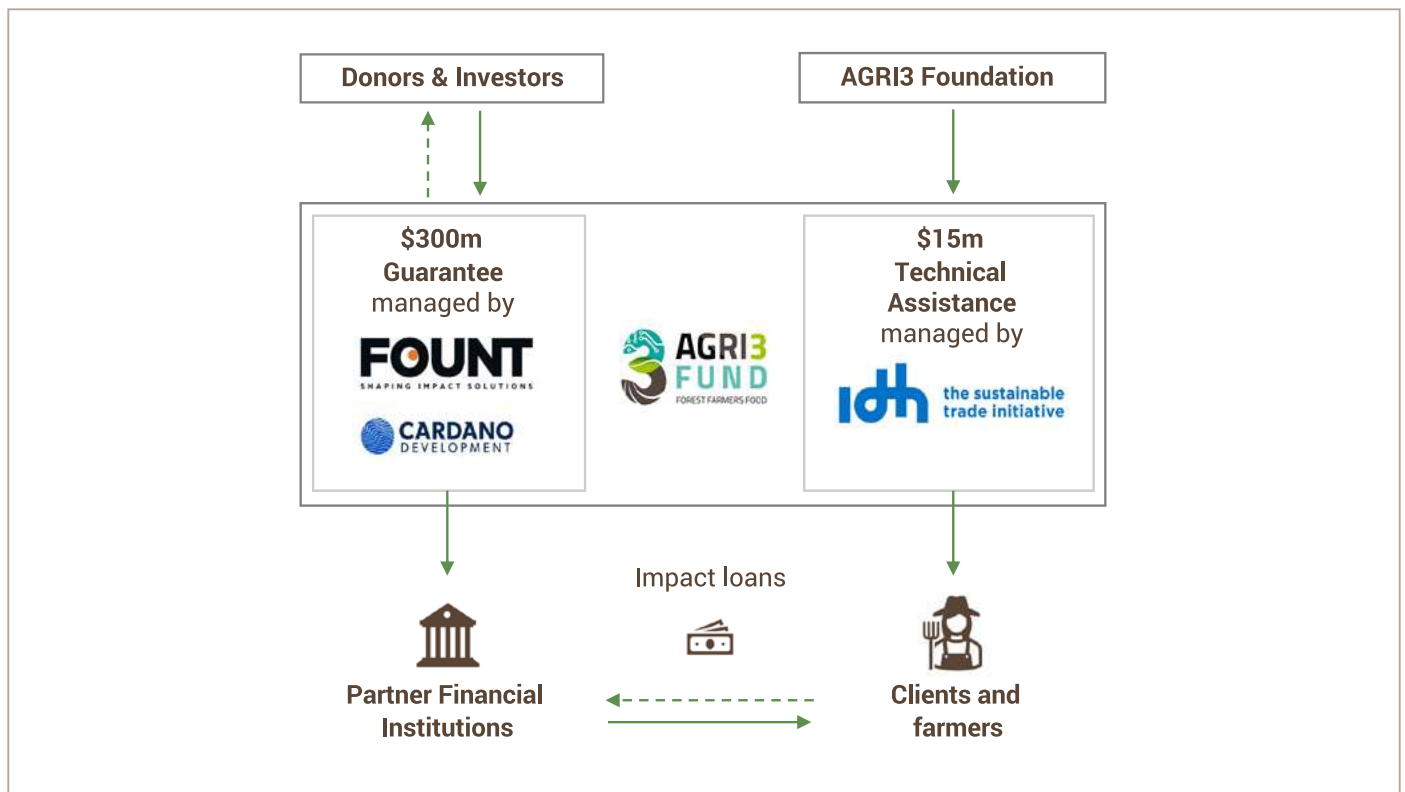 Donors & Investors
AGRI3 Foundation
$300m
Guarantee
managed by
FOUNT
SHAPING IMPACT SOLUTIONS
CARDANO
DEVELOPMENT
AGRI3
FUND
FOREST FARMERS FOOD
$15m
Technical
Assistance
managed by
idh
the sustainable
trade initiative
Impact loans
Partner Financial
Institutions
Clients and
farmers